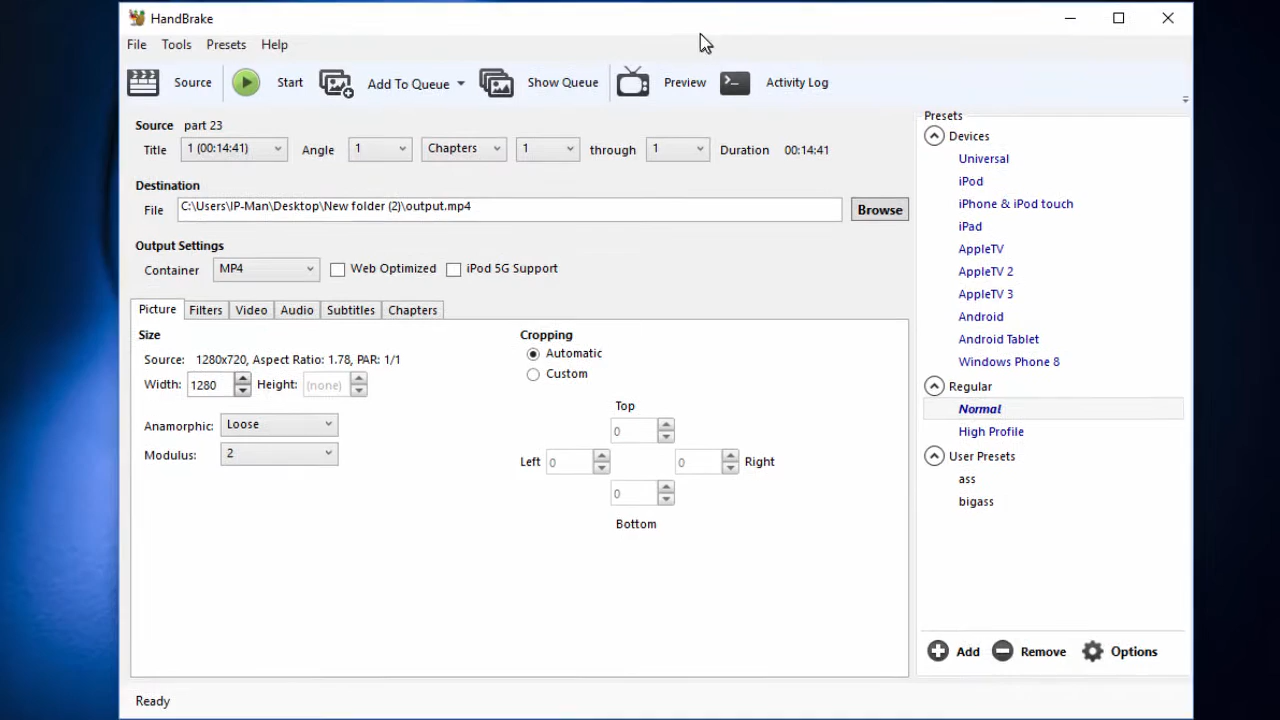 HandBrake
File Tools Presets Help
Source Start Add To Queue Show Queue Preview Activity Log
Source part 23
Title 1 (00:14:41) Angle 1 Chapters 1 through 1 Duration 00:14:41
Destination
File C:\Users\IP-Man\Desktop\New folder (2)\output.mp4 Browse
Output Settings
Container MP4 Web Optimized iPod 5G Support
Picture Filters Video Audio Subtitles Chapters
Size
Source: 1280x720, Aspect Ratio: 1.78, PAR: 1/1
Width: 1280 Height: (none)
Anamorphic: Loose
Modulus: 2
Cropping
Automatic
Custom
Top
0
Left 0 0 Right
0
Bottom
Presets
Devices
Universal
iPod
iPhone & iPod touch
iPad
AppleTV
AppleTV 2
AppleTV 3
Android
Android Tablet
Windows Phone 8
Regular
Normal
High Profile
User Presets
ass
bigass
Add Remove Options
Ready